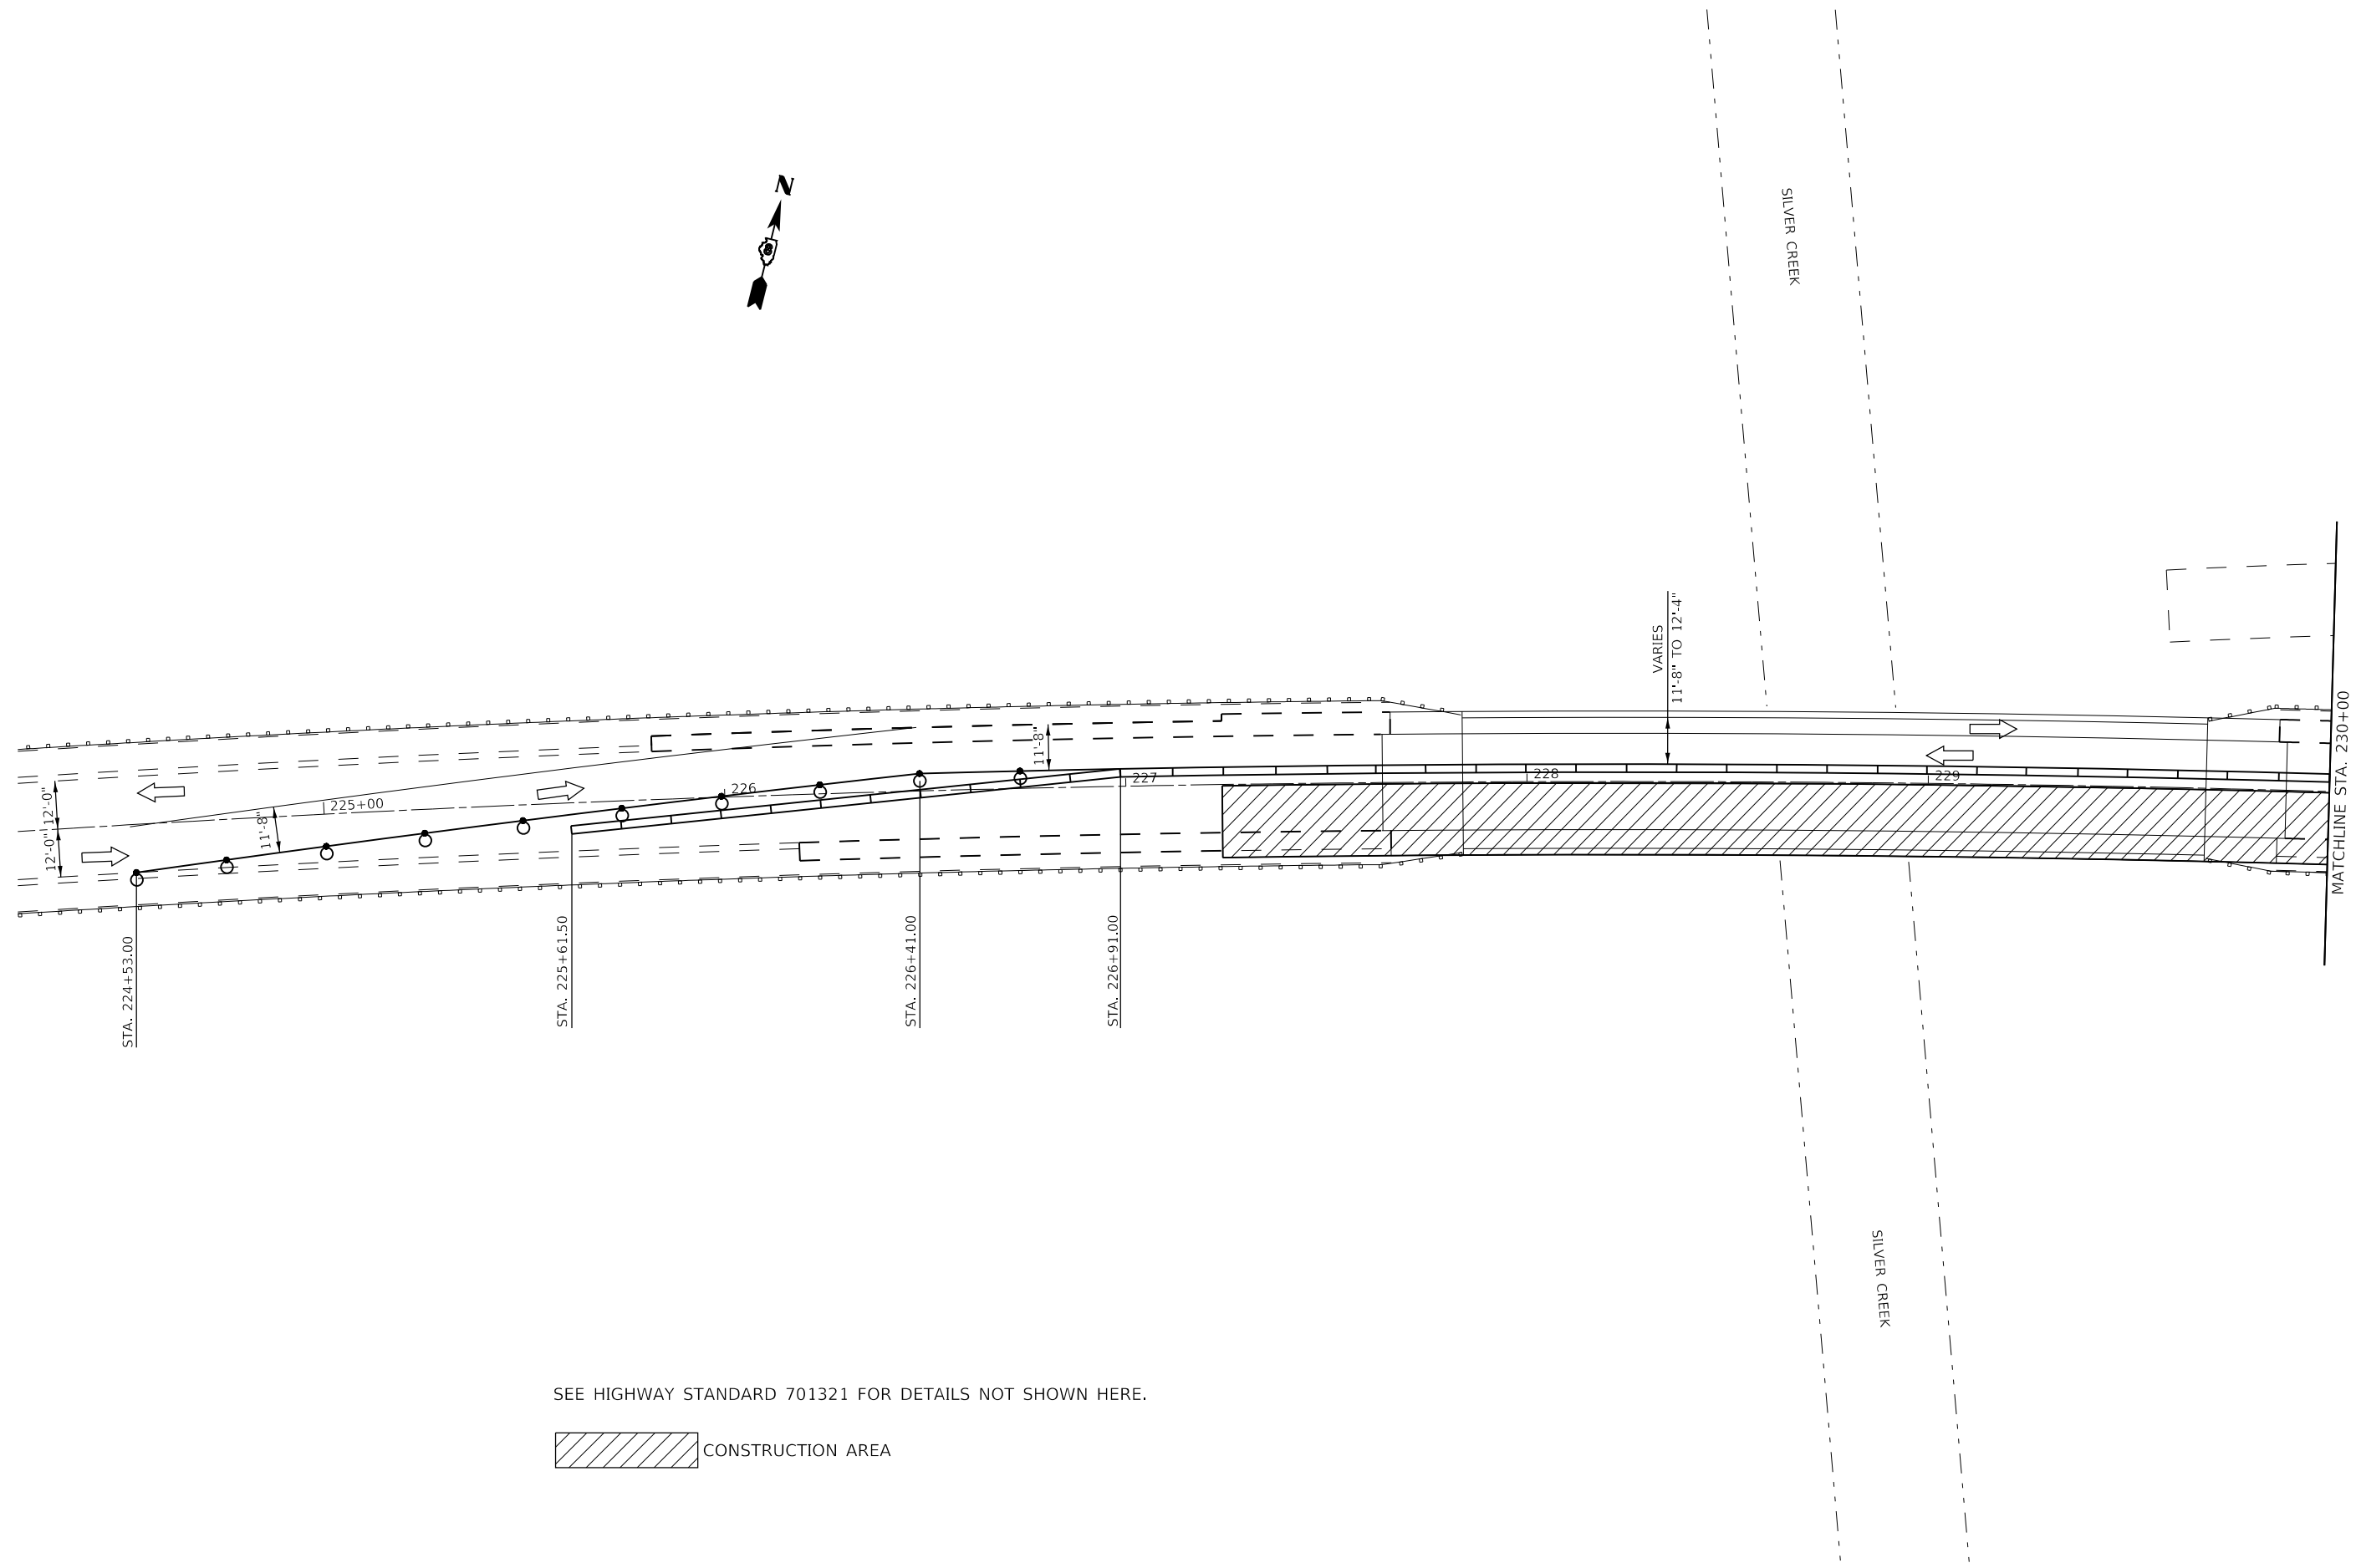 N
8
SILVER CREEK
VARIES
11'-8" TO 12'-4"
MATCHLINE STA. 230+00
12'-0"
12'-0"
11'-8"
11'-8"
225+00
226
227
228
229
STA. 224+53.00
STA. 225+61.50
STA. 226+41.00
STA. 226+91.00
SILVER CREEK
SEE HIGHWAY STANDARD 701321 FOR DETAILS NOT SHOWN HERE.
CONSTRUCTION AREA